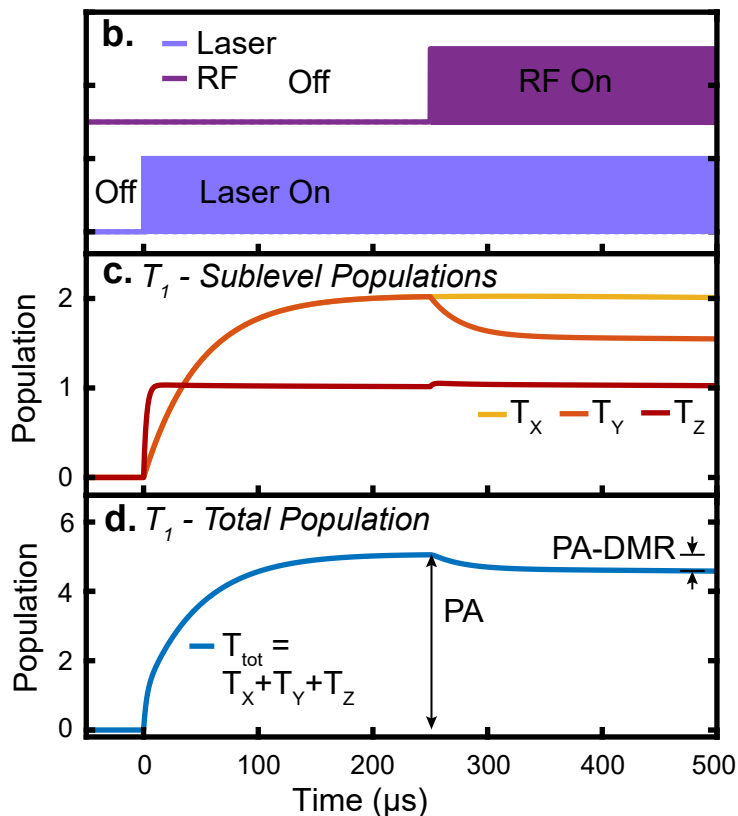 b.
Laser
RF
Off
RF On
Off
Laser On
c. T1 - Sublevel Populations
2
1
0
Population
TX TY TZ
d. T1 - Total Population
6
4
2
0
Population
PA-DMR
PA
Ttot =
TX+TY+TZ
0 100 200 300 400 500
Time (µs)